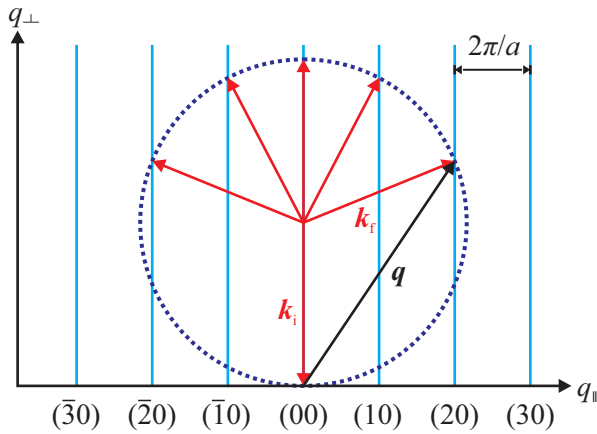 q⊥
2π/a
k_f
q
k_i
q∥
(3̅0) (2̅0) (1̅0) (00) (10) (20) (30)